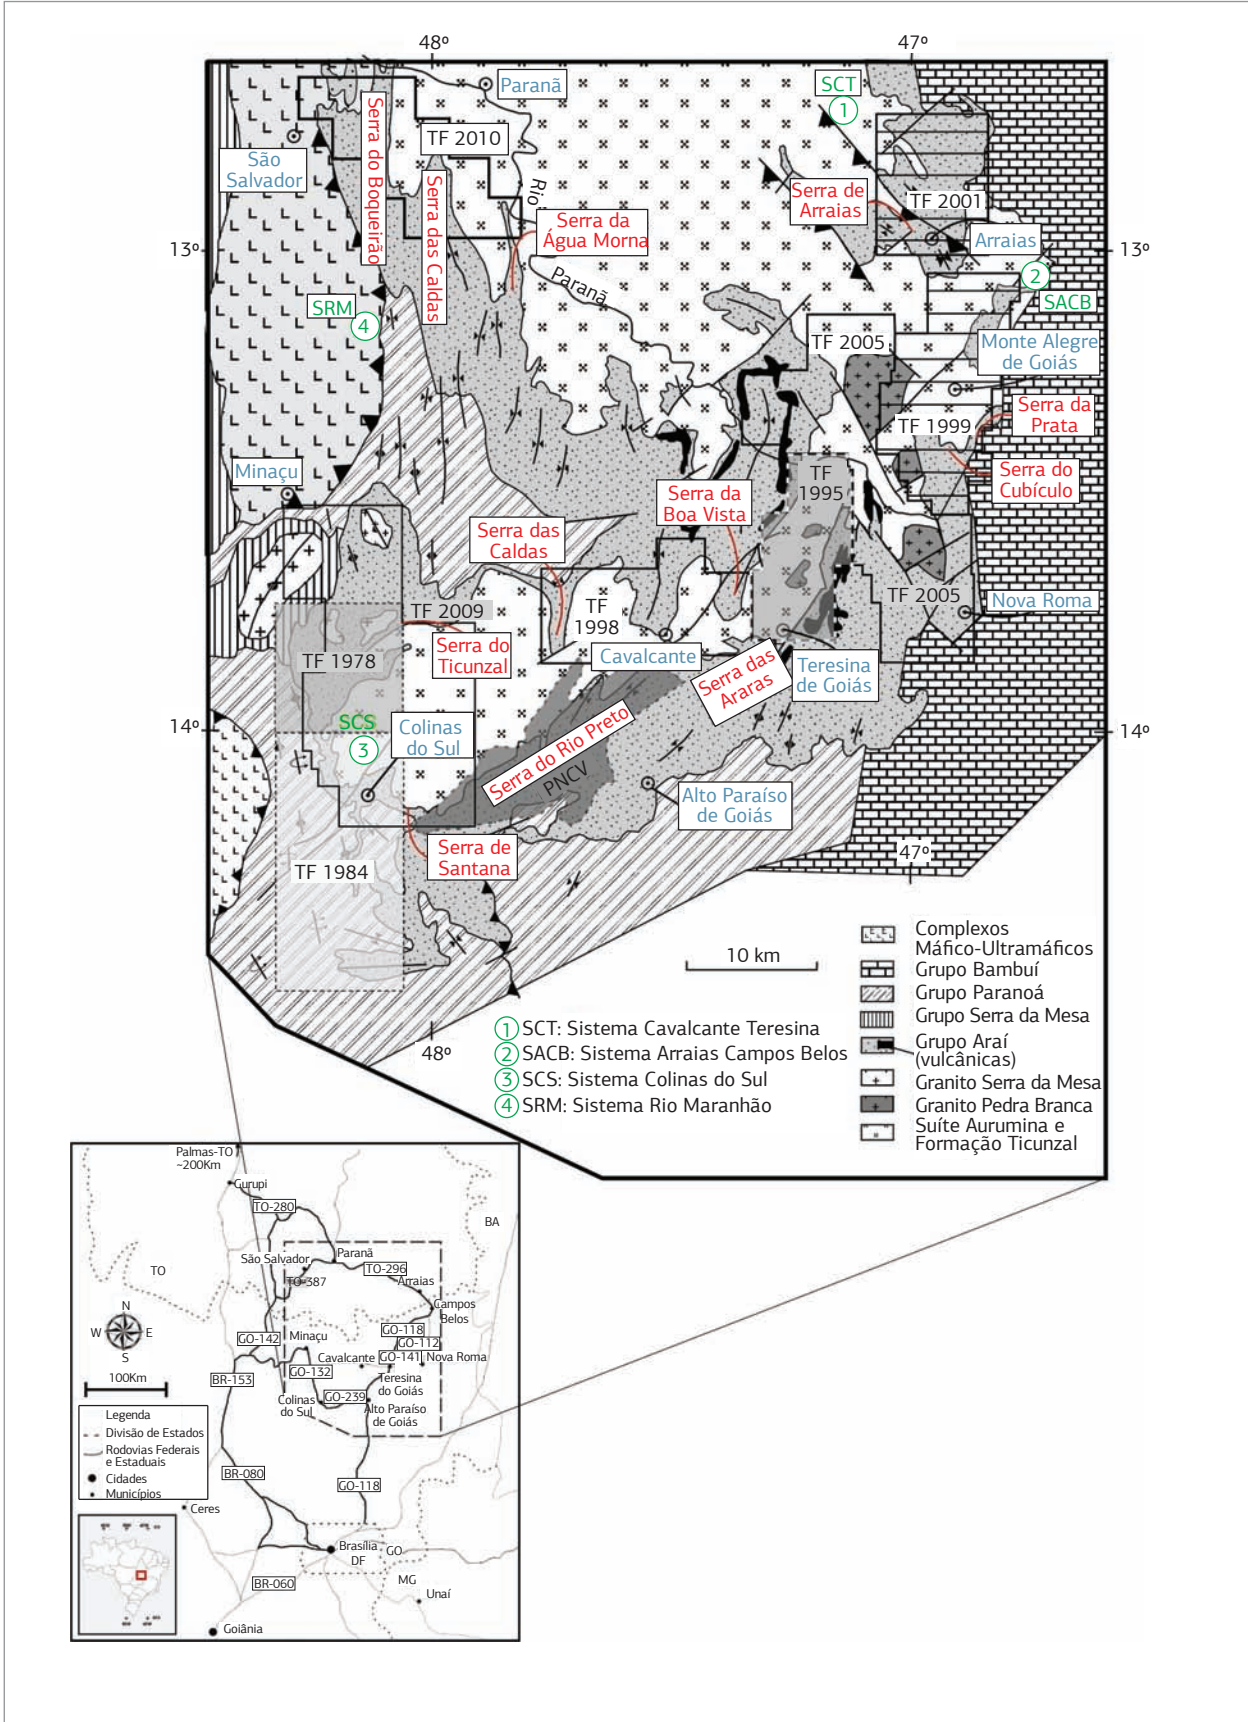 48º
47º
Paranã
SCT
1
Serra do Boqueirão
TF 2010
São
Salvador
Serra das Caldas
Rio
Serra de
Arraias
TF 2001
Serra da
Água Morna
Arraias
13º
13º
Paranã
2
SACB
SRM
4
TF 2005
Monte Alegre
de Goiás
Serra da
Prata
TF 1999
Minaçu
TF
1995
Serra do
Cubículo
Serra da
Boa Vista
Serra das
Caldas
TF 2009
TF
1998
TF 2005
Nova Roma
Serra do
Ticunzal
Cavalcante
TF 1978
Serra das
Araras
Teresina
de Goiás
SCS
3
Colinas
do Sul
14º
14º
Serra do Rio Preto
PNCV
Alto Paraíso
de Goiás
Serra de
Santana
TF 1984
47º
10 km
Complexos
Máfico-Ultramáficos
Grupo Bambuí
Grupo Paranoá
Grupo Serra da Mesa
Grupo Araí
(vulcânicas)
Granito Serra da Mesa
Granito Pedra Branca
Suíte Aurumina e
Formação Ticunzal
48º
1 SCT: Sistema Cavalcante Teresina
2 SACB: Sistema Arraias Campos Belos
3 SCS: Sistema Colinas do Sul
4 SRM: Sistema Rio Maranhão
Palmas-TO
~200Km
Gurupi
TO-280
BA
São Salvador
Paranã
TO
TO-296
TO-387
Arraias
Campos
Belos
N
W E
S
GO-142
Minaçu
GO-118
GO-112
Cavalcante
GO-141
Nova Roma
100Km
BR-153
GO-132
Teresina
do Goiás
Colinas
do Sul
GO-239
Alto Paraíso
de Goiás
Legenda
Divisão de Estados
Rodovias Federais
e Estaduais
Cidades
Municípios
BR-080
GO-118
Ceres
Brasília
DF
GO
BR-060
MG
Unaí
Goiânia